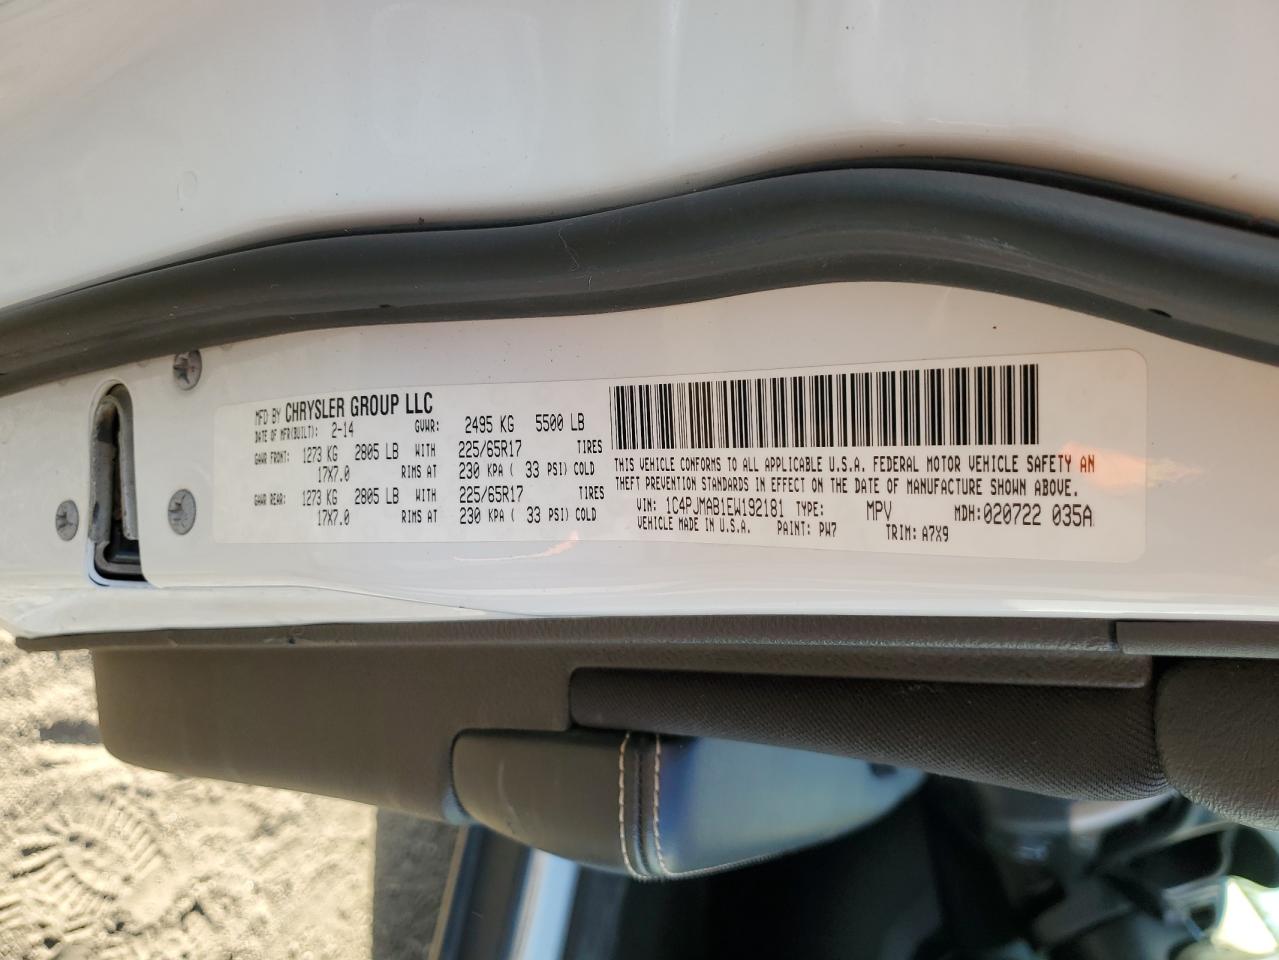 MFD BY CHRYSLER GROUP LLC
DATE OF MFR(BUILT): 2-14 GVWR: 2495 KG 5500 LB
GAWR FRONT: 1273 KG 2805 LB WITH 225/65R17 TIRES
17X7.0 RIMS AT 230 KPA ( 33 PSI) COLD
GAWR REAR: 1273 KG 2805 LB WITH 225/65R17 TIRES
17X7.0 RIMS AT 230 KPA ( 33 PSI) COLD
THIS VEHICLE CONFORMS TO ALL APPLICABLE U.S.A. FEDERAL MOTOR VEHICLE SAFETY AN
THEFT PREVENTION STANDARDS IN EFFECT ON THE DATE OF MANUFACTURE SHOWN ABOVE.
VIN: 1C4PJMAB1EW192181 TYPE: MPV MDH:020722 035A
VEHICLE MADE IN U.S.A. PAINT: PW7 TRIM: A7X9